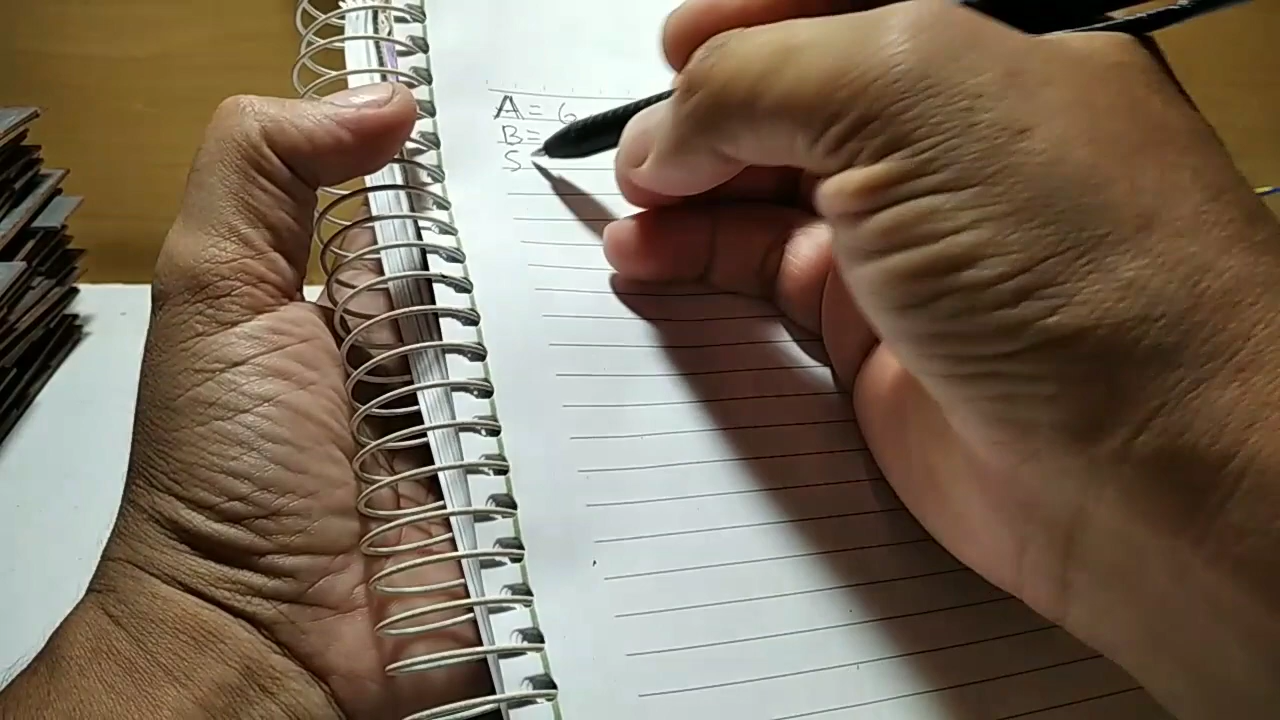 A = 6
B =
S